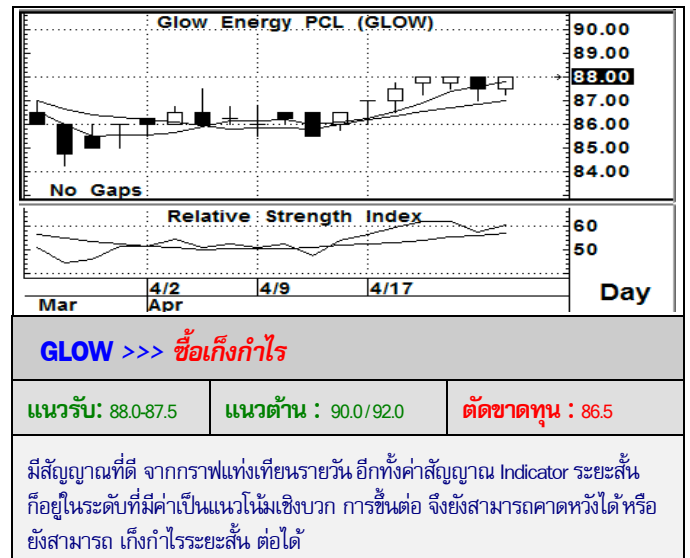 Glow Energy PCL (GLOW)
90.00
89.00
88.00
87.00
86.00
85.00
84.00
No Gaps
Relative Strength Index
60
50
4/2 4/9 4/17
Mar Apr
Day
GLOW >>> ซื้อเก็งกำไร
แนวรับ: 88.0-87.5 แนวต้าน : 90.0/92.0 ตัดขาดทุน : 86.5
มีสัญญาณที่ดี จากกราฟแท่งเทียนรายวัน อีกทั้งค่าสัญญาณ Indicator ระยะสั้น
ก็อยู่ในระดับที่มีค่าเป็นแนวโน้มเชิงบวก การขึ้นต่อ จึงยังสามารถคาดหวังได้ หรือ
ยังสามารถ เก็งกำไรระยะสั้น ต่อได้